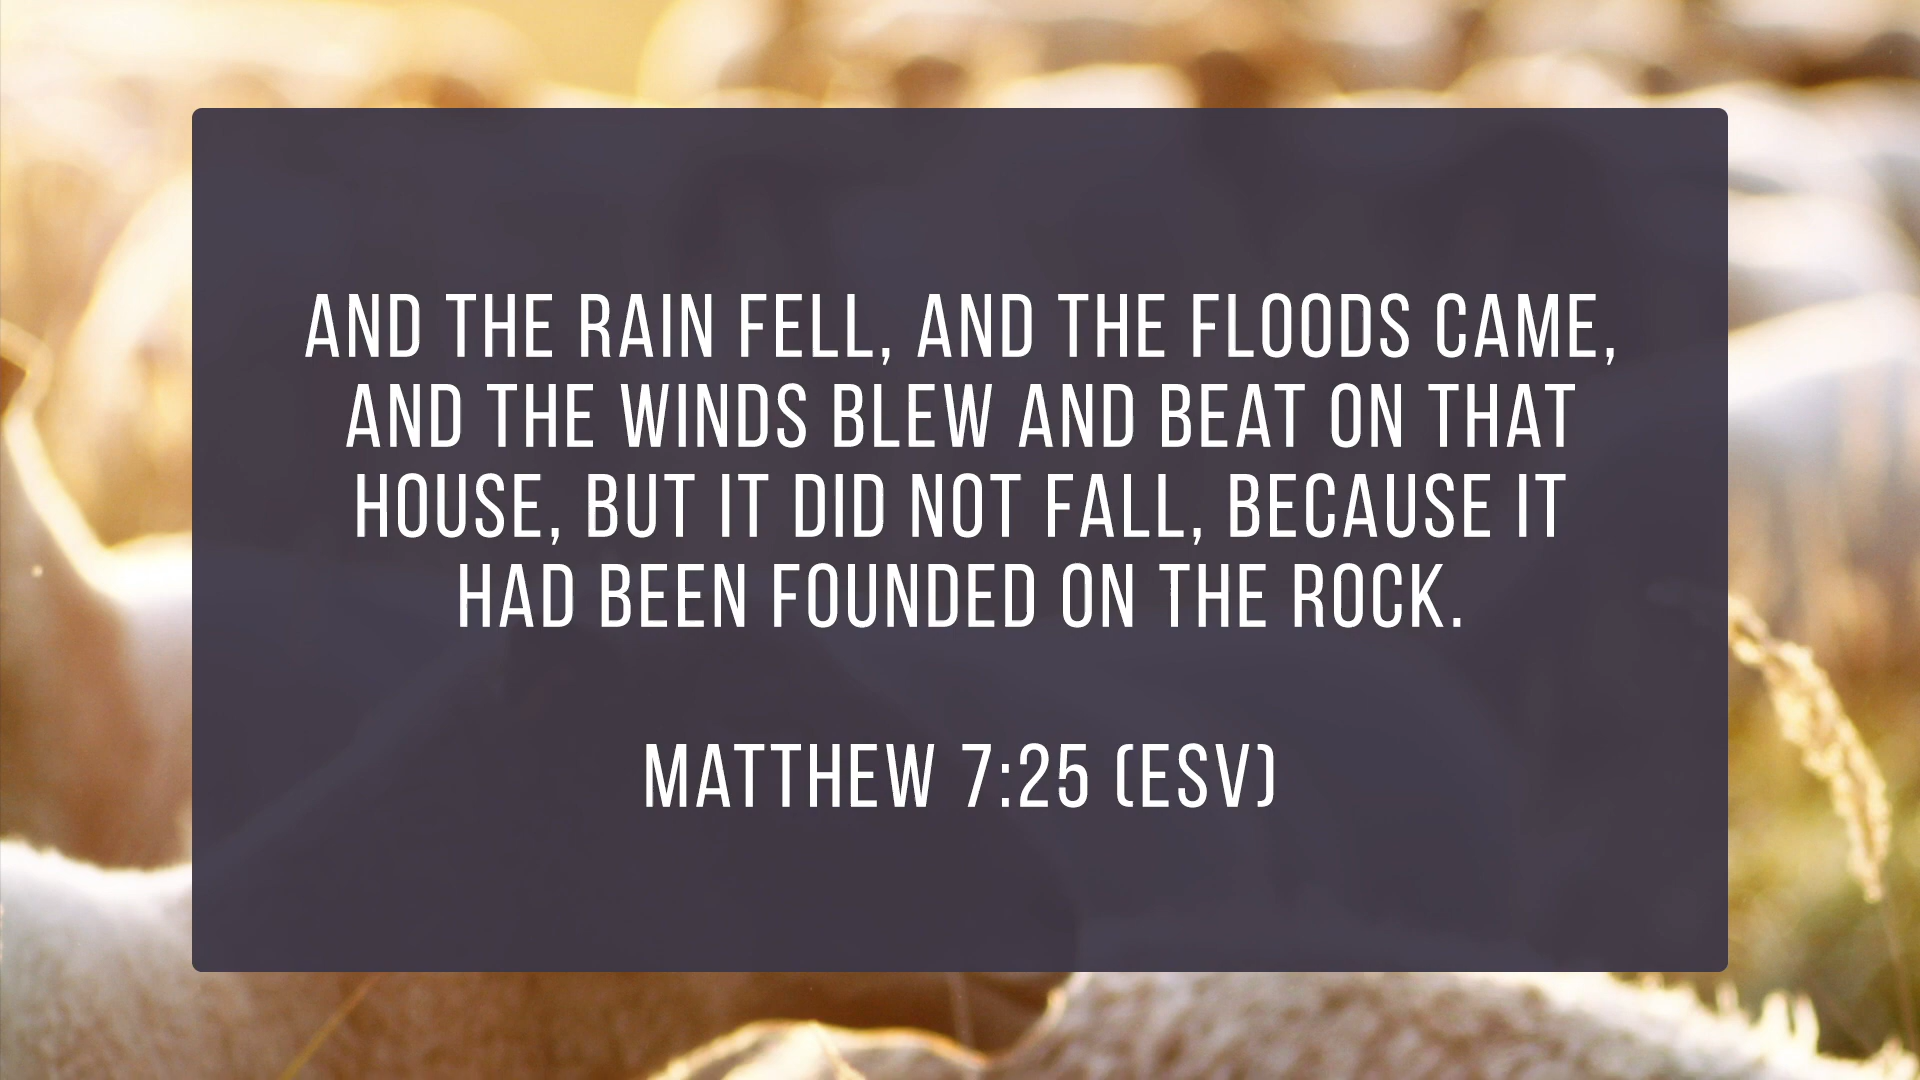 AND THE RAIN FELL, AND THE FLOODS CAME,
AND THE WINDS BLEW AND BEAT ON THAT
HOUSE, BUT IT DID NOT FALL, BECAUSE IT
HAD BEEN FOUNDED ON THE ROCK.
MATTHEW 7:25 (ESV)